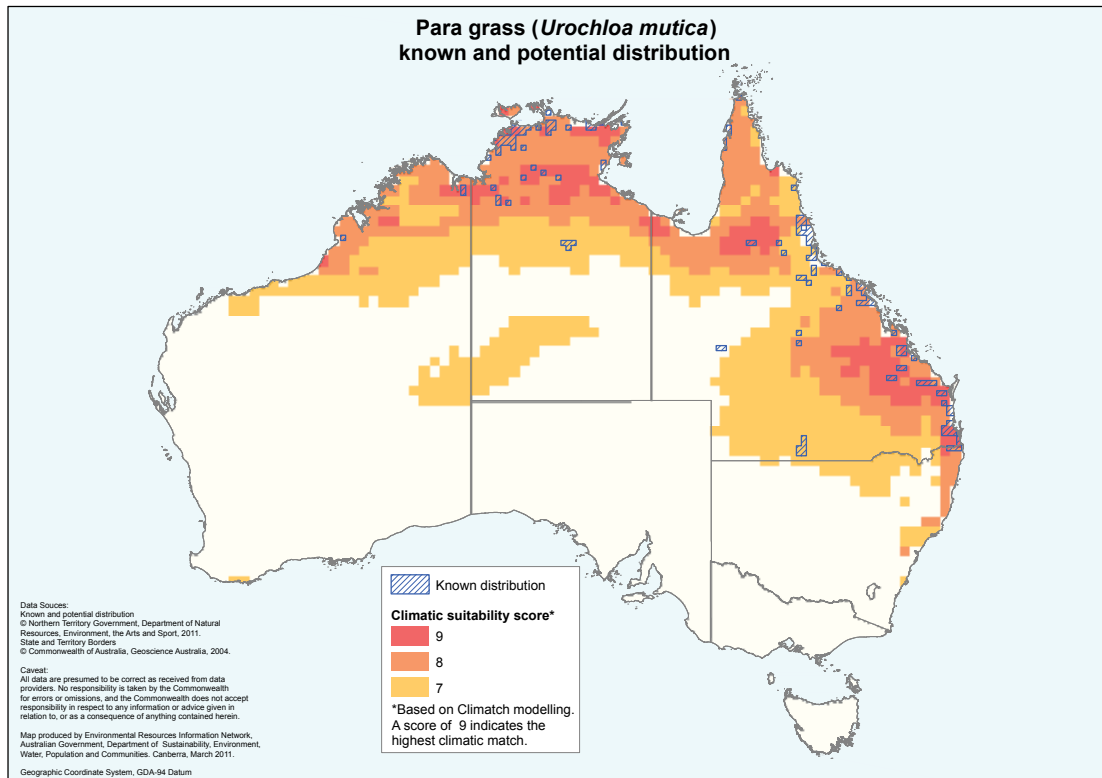 Para grass (Urochloa mutica)
known and potential distribution
Known distribution
Climatic suitability score*
9
8
7
*Based on Climatch modelling.
A score of 9 indicates the
highest climatic match.
Data Souces:
Known and potential distribution
© Northern Territory Government, Department of Natural
Resources, Environment, the Arts and Sport, 2011.
State and Territory Borders
© Commonwealth of Australia, Geoscience Australia, 2004.
Caveat:
All data are presumed to be correct as received from data
providers. No responsibility is taken by the Commonwealth
for errors or omissions, and the Commonwealth does not accept
responsibility in respect to any information or advice given in
relation to, or as a consequence of anything contained herein.
Map produced by Environmental Resources Information Network,
Australian Government, Department of Sustainability, Environment,
Water, Population and Communities. Canberra, March 2011.
Geographic Coordinate System, GDA-94 Datum